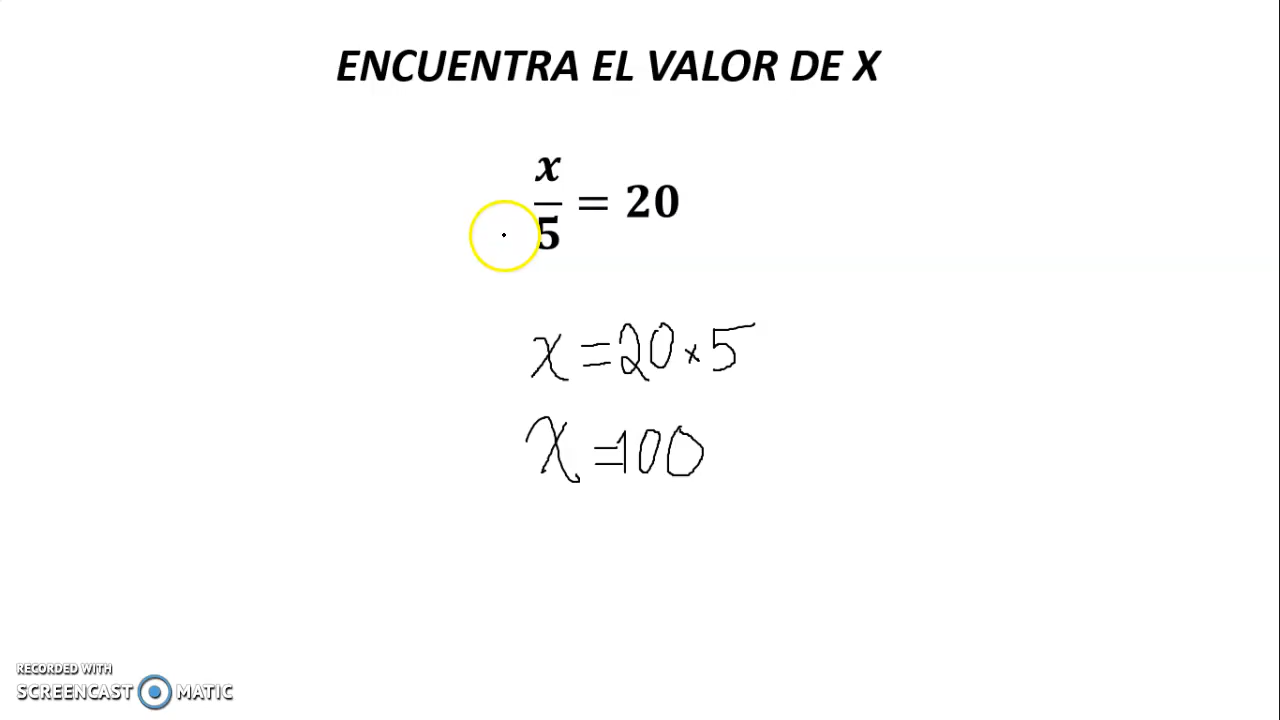 ENCUENTRA EL VALOR DE X
x/5 = 20
x = 20 x 5
x = 100
RECORDED WITH
SCREENCAST MATIC